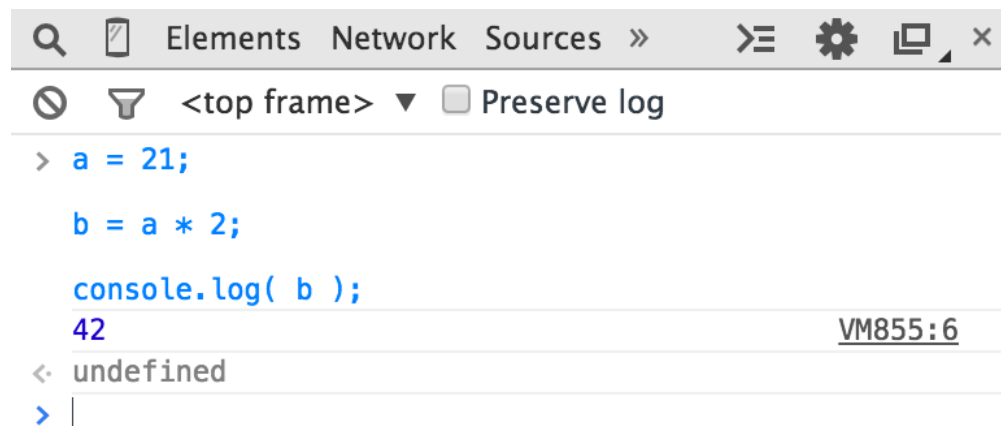 Elements Network Sources »
<top frame> ▼ Preserve log
> a = 21;
b = a * 2;
console.log( b );
42 VM855:6
undefined
>